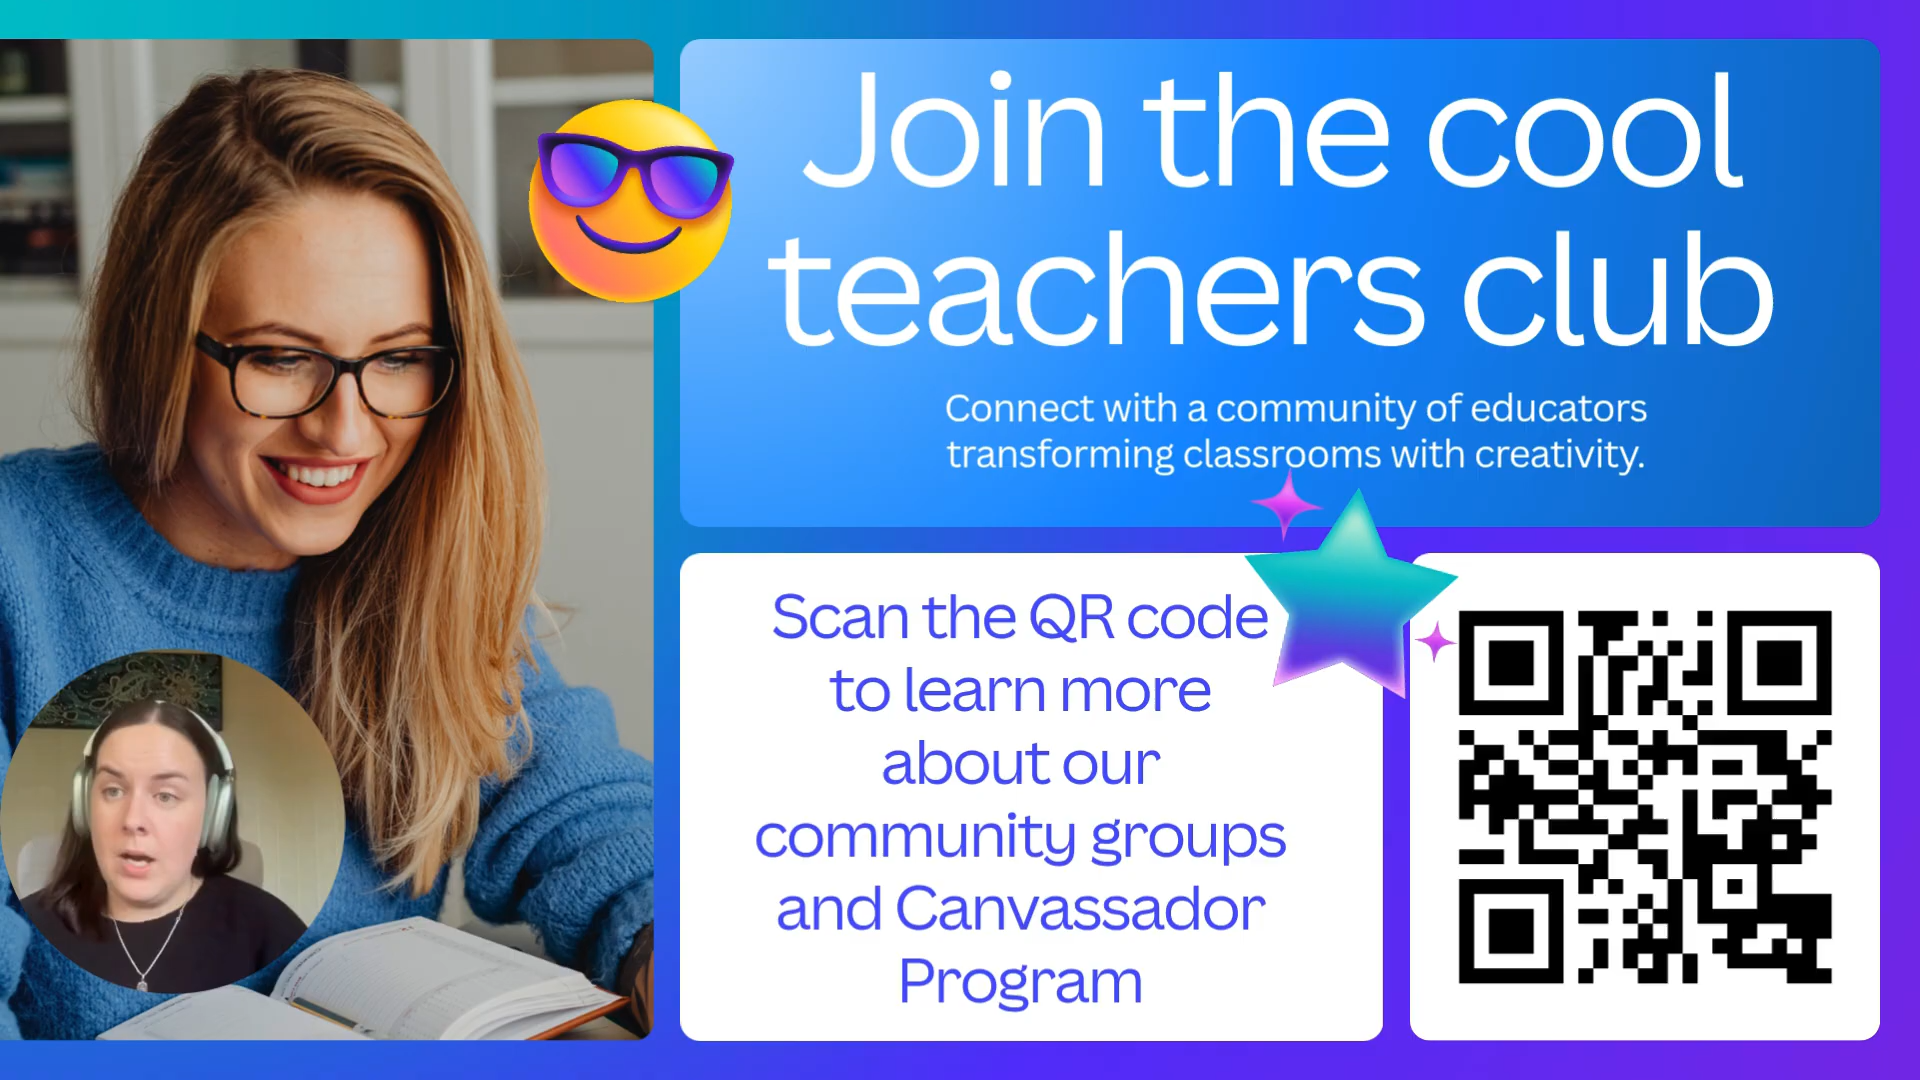 Join the cool
teachers club
Connect with a community of educators
transforming classrooms with creativity.
Scan the QR code
to learn more
about our
community groups
and Canvassador
Program